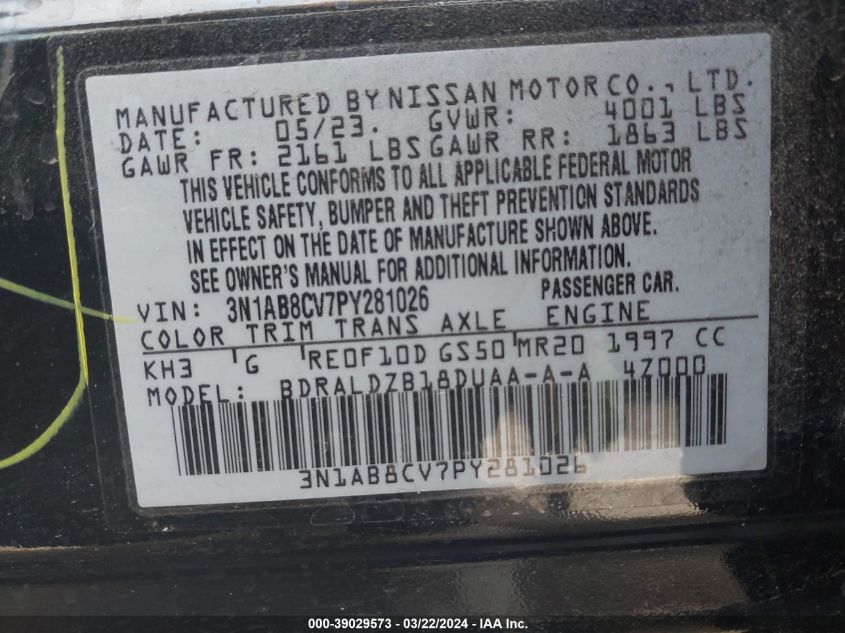 MANUFACTURED BY NISSAN MOTOR CO., LTD.
DATE: 05/23. GVWR: 4001 LBS
GAWR FR: 2161 LBS GAWR RR: 1863 LBS
THIS VEHICLE CONFORMS TO ALL APPLICABLE FEDERAL MOTOR
VEHICLE SAFETY, BUMPER AND THEFT PREVENTION STANDARDS
IN EFFECT ON THE DATE OF MANUFACTURE SHOWN ABOVE.
SEE OWNER'S MANUAL FOR ADDITIONAL INFORMATION.
VIN: 3N1AB8CV7PY281026 PASSENGER CAR.
COLOR TRIM TRANS AXLE ENGINE
KH3 G RE0F10D GS50 MR20 1997 CC
MODEL: BDRALDZB18DUAA-A-A 4Z000
3N1AB8CV7PY281026
000-39029573 - 03/22/2024 - IAA Inc.